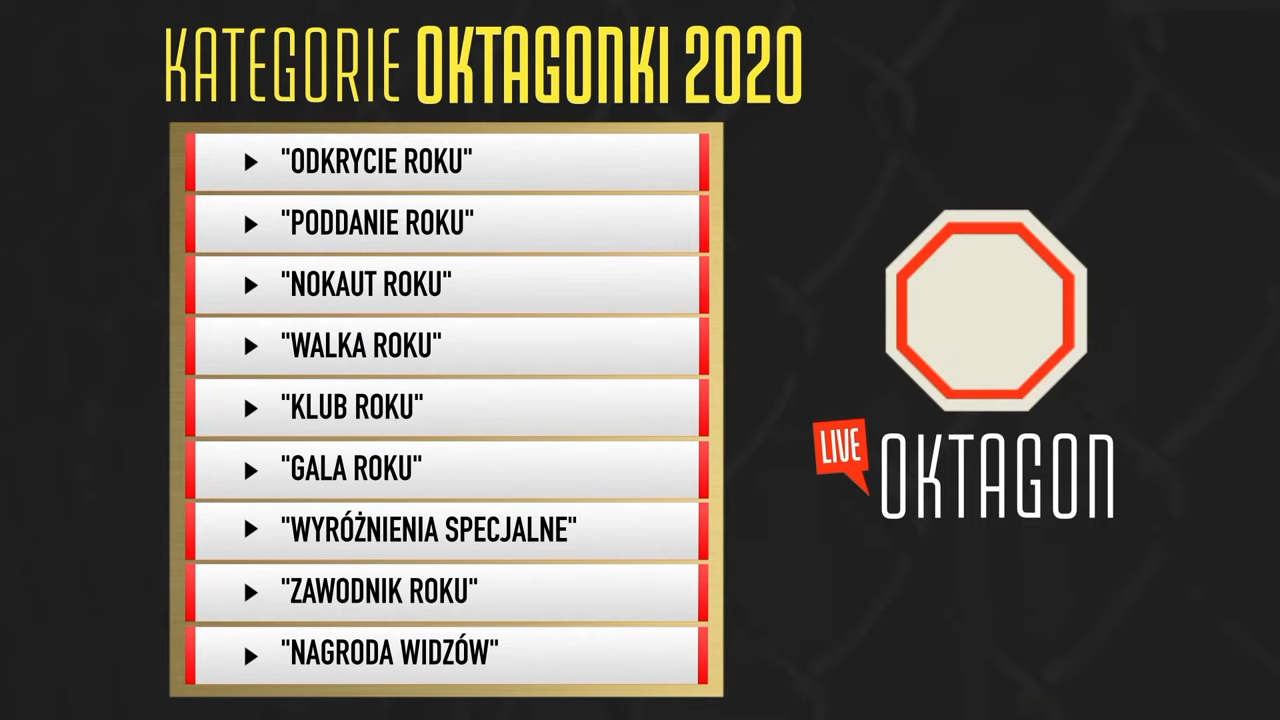 KATEGORIE OKTAGONKI 2020
"ODKRYCIE ROKU"
"PODDANIE ROKU"
"NOKAUT ROKU"
"WALKA ROKU"
"KLUB ROKU"
"GALA ROKU"
"WYRÓŻNIENIA SPECJALNE"
"ZAWODNIK ROKU"
"NAGRODA WIDZÓW"
LIVE
OKTAGON